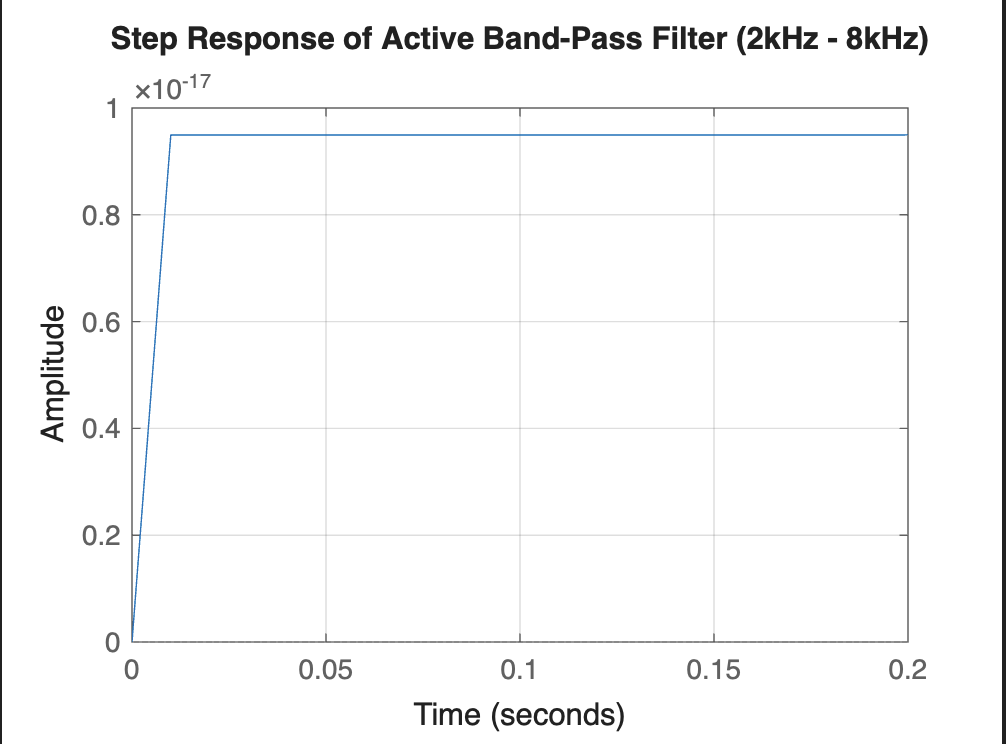 Step Response of Active Band-Pass Filter (2kHz - 8kHz)
×10⁻¹⁷
1
0.8
0.6
0.4
0.2
0
Amplitude
0 0.05 0.1 0.15 0.2
Time (seconds)